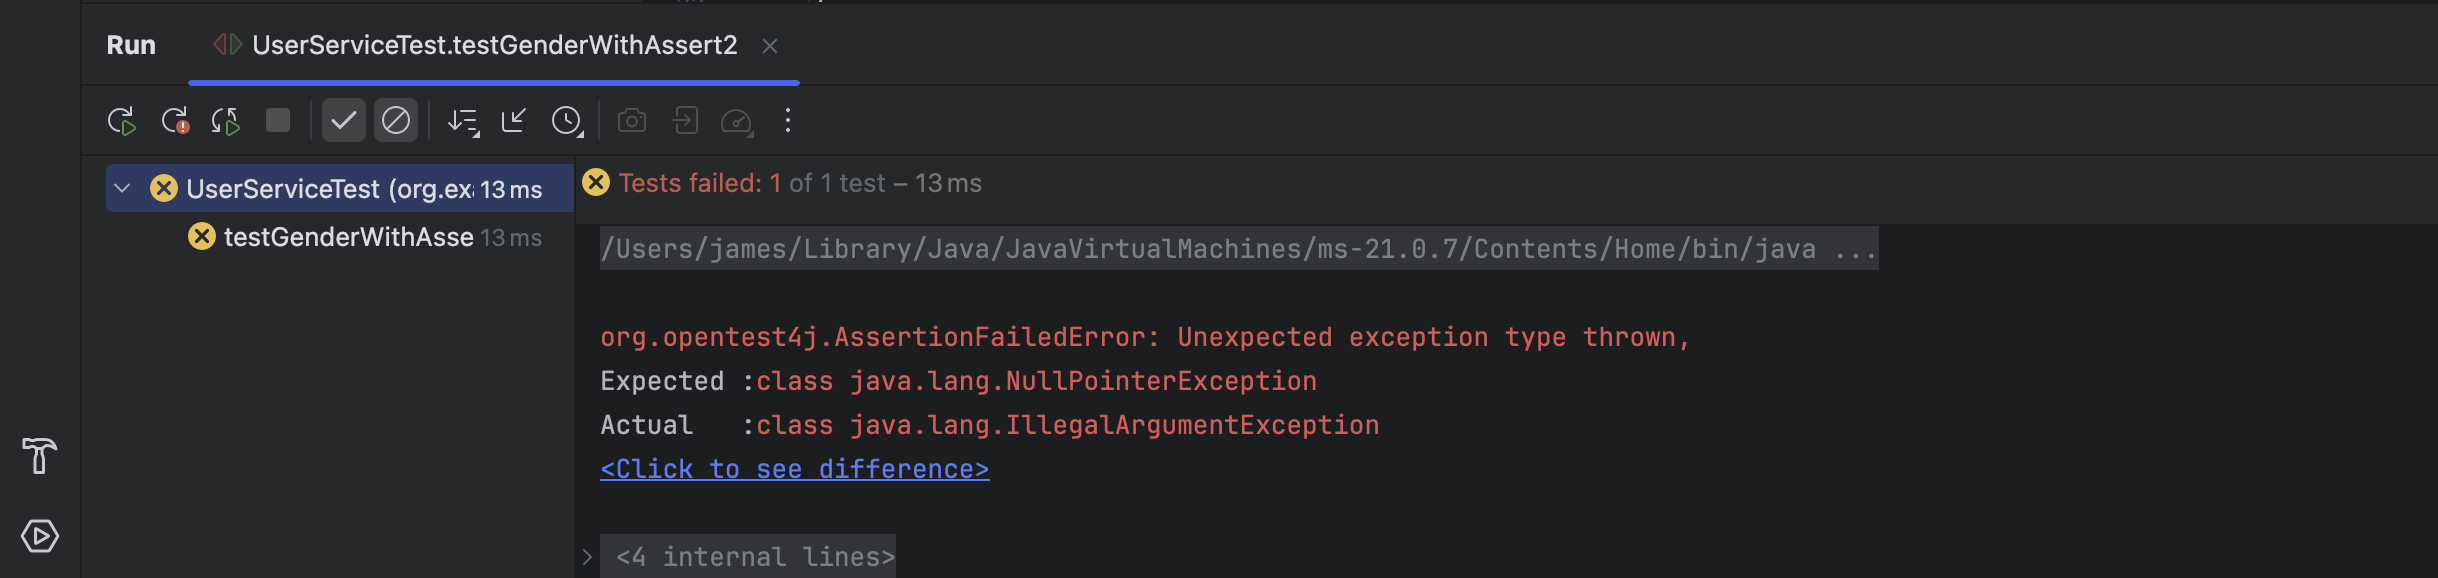 Run UserServiceTest.testGenderWithAssert2
UserServiceTest (org.exa 13 ms
testGenderWithAsse 13 ms
Tests failed: 1 of 1 test – 13 ms
/Users/james/Library/Java/JavaVirtualMachines/ms-21.0.7/Contents/Home/bin/java ...
org.opentest4j.AssertionFailedError: Unexpected exception type thrown,
Expected :class java.lang.NullPointerException
Actual   :class java.lang.IllegalArgumentException
<Click to see difference>
<4 internal lines>